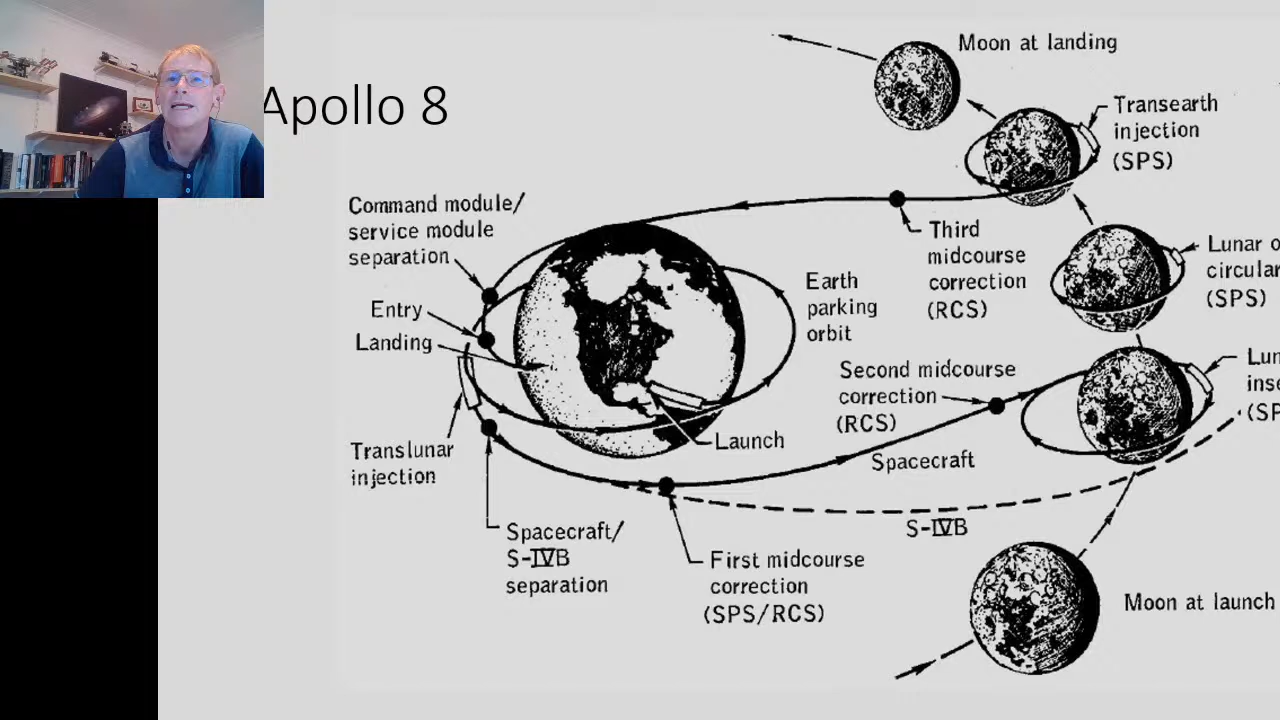 Apollo 8
Moon at landing
Transearth
injection
(SPS)
Command module/
service module
separation
Third
midcourse
correction
(RCS)
Lunar
circular
(SPS)
Earth
parking
orbit
Entry
Landing
Second midcourse
correction
(RCS)
Translunar
injection
Launch
Spacecraft
S-IVB
Spacecraft/
S-IVB
separation
First midcourse
correction
(SPS/RCS)
Moon at launch